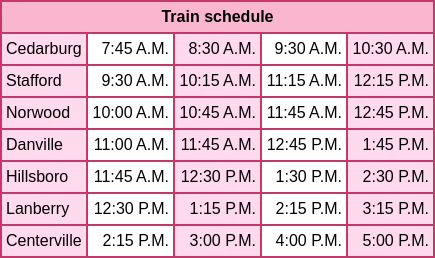 Train schedule
Cedarburg 7:45 A.M. 8:30 A.M. 9:30 A.M. 10:30 A.M.
Stafford 9:30 A.M. 10:15 A.M. 11:15 A.M. 12:15 P.M.
Norwood 10:00 A.M. 10:45 A.M. 11:45 A.M. 12:45 P.M.
Danville 11:00 A.M. 11:45 A.M. 12:45 P.M. 1:45 P.M.
Hillsboro 11:45 A.M. 12:30 P.M. 1:30 P.M. 2:30 P.M.
Lanberry 12:30 P.M. 1:15 P.M. 2:15 P.M. 3:15 P.M.
Centerville 2:15 P.M. 3:00 P.M. 4:00 P.M. 5:00 P.M.